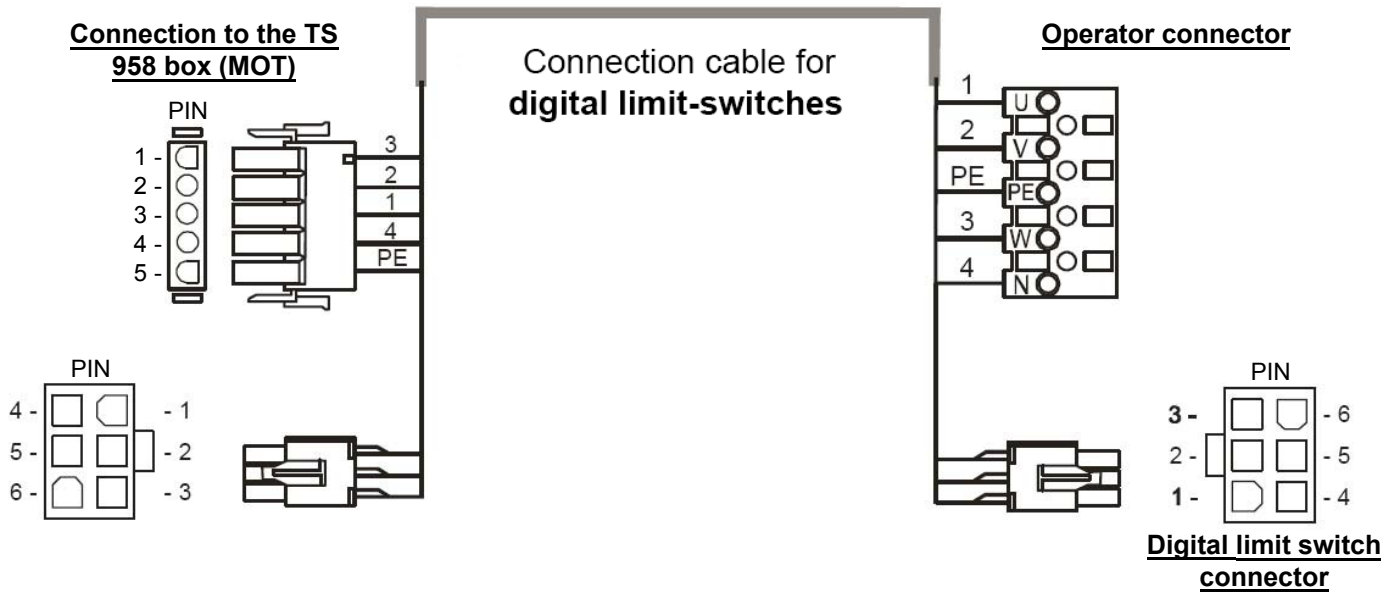 Connection to the TS
958 box (MOT)
Operator connector
Connection cable for
digital limit-switches
PIN
1 -
2 -
3 -
4 -
5 -
3
2
1
4
PE
1
2
PE
3
4
U
V
PE
W
N
PIN
4 - - 1
5 - - 2
6 - - 3
PIN
3 - - 6
2 - - 5
1 - - 4
Digital limit switch
connector